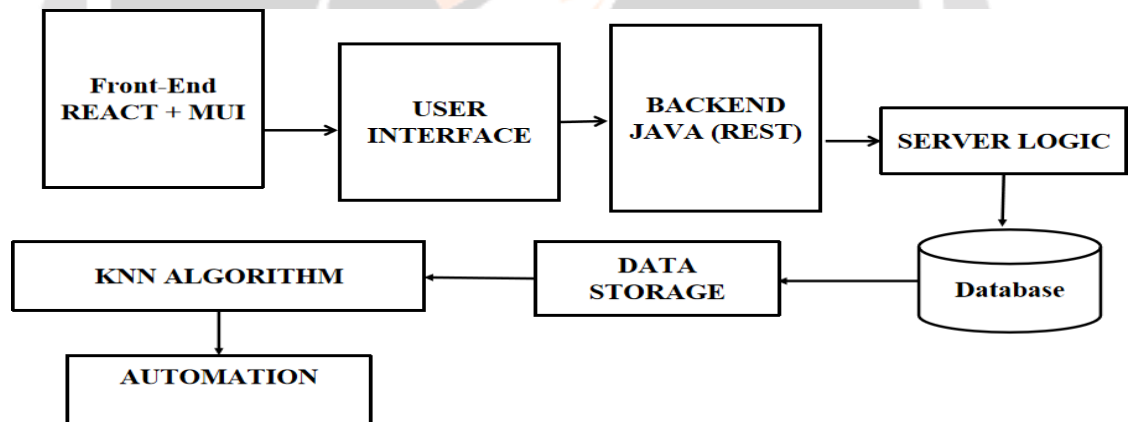 Front-End
REACT + MUI
USER
INTERFACE
BACKEND
JAVA (REST)
SERVER LOGIC
KNN ALGORITHM
DATA
STORAGE
Database
AUTOMATION